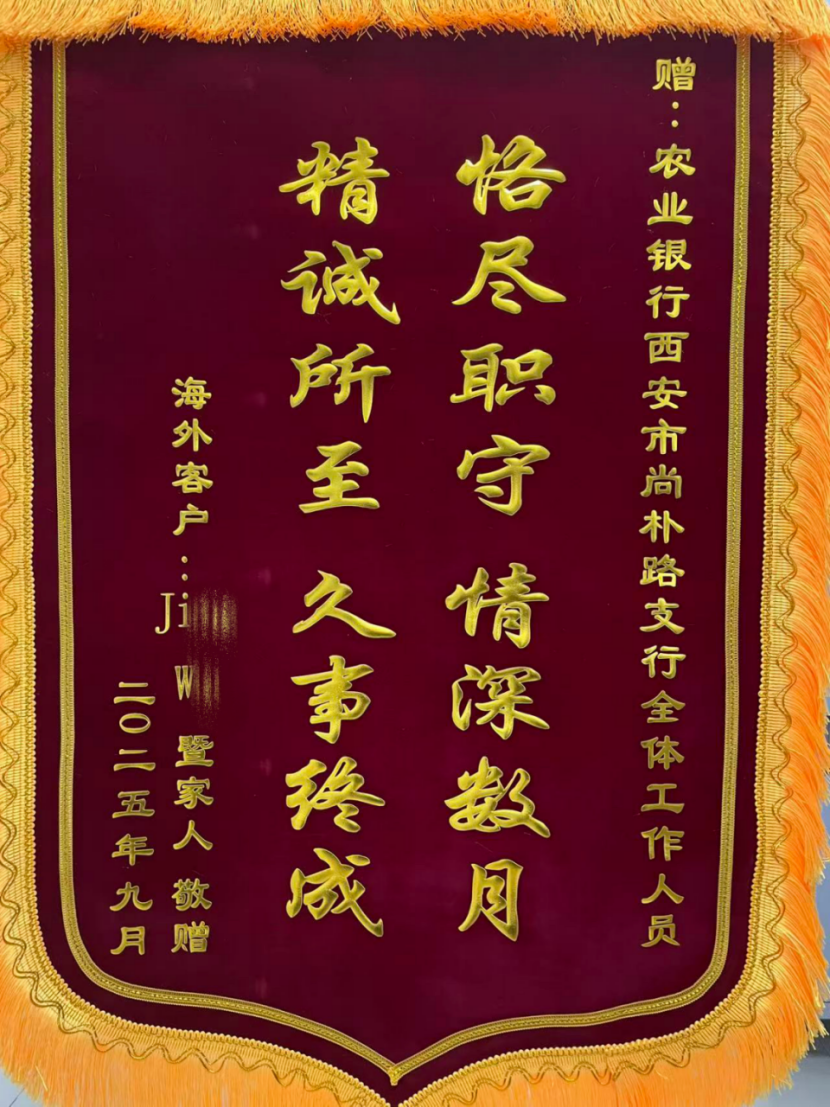 赠：农业银行西安市尚朴路支行全体工作人员
恪尽职守 情深数月
精诚所至 久事终成
海外客户：Ji W 暨家人 敬赠
二〇二五年九月